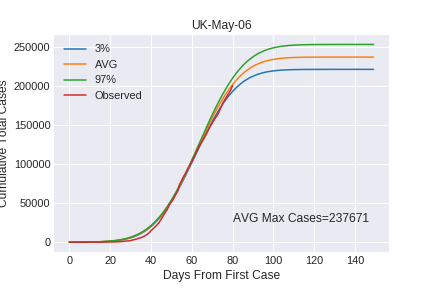 UK-May-06
250000
200000
150000
100000
50000
0
3%
AVG
97%
Observed
AVG Max Cases=237671
0 20 40 60 80 100 120 140
Days From First Case
Cumulative Total Cases